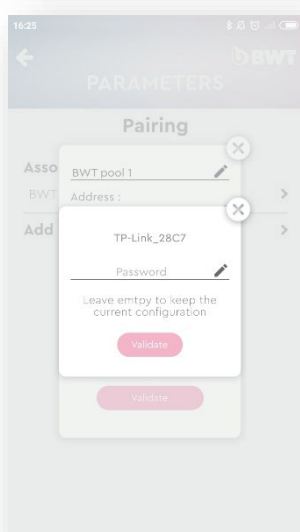 16:25
BWT
PARAMETERS
Pairing
Asso
BWT pool 1
BWT
Address :
Add
TP-Link_28C7
Password
Leave emtpy to keep the
current configuration
Validate
Validate